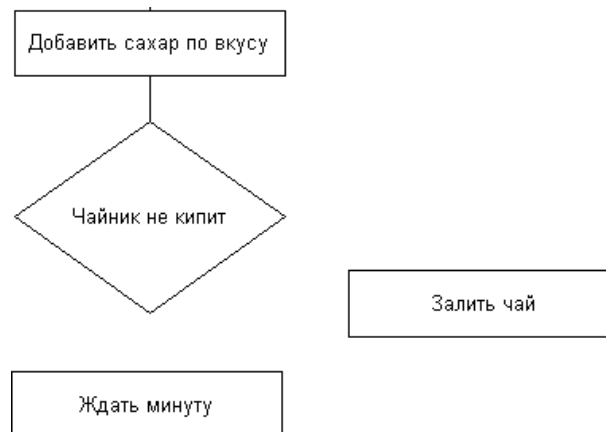 Добавить сахар по вкусу
Чайник не кипит
Залить чай
Ждать минуту